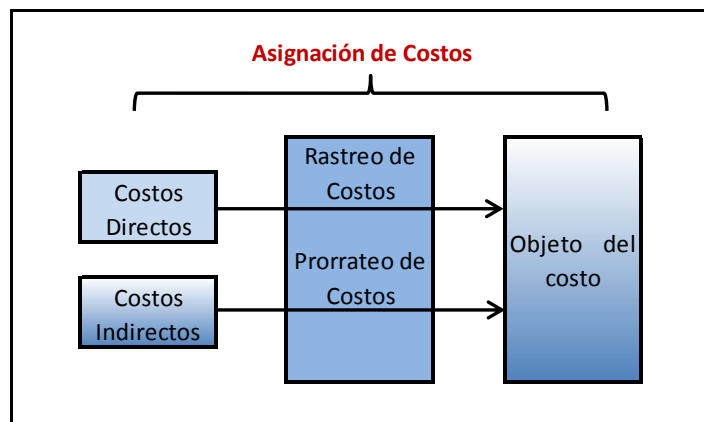 Asignación de Costos
Costos
Directos
Rastreo de
Costos
Costos
Indirectos
Prorrateo de
Costos
Objeto del
costo